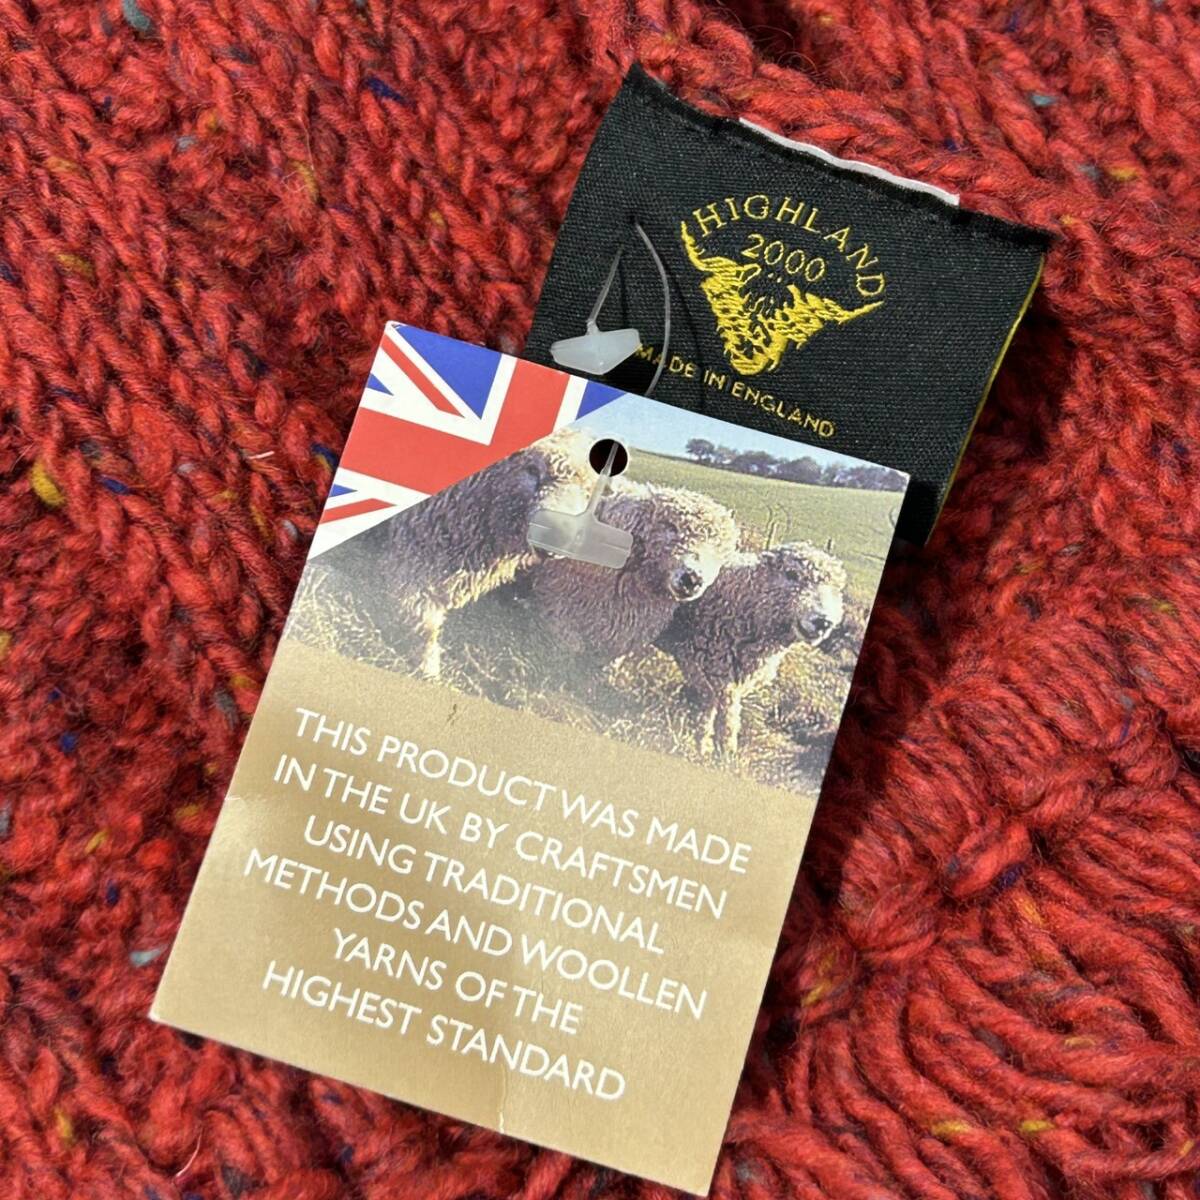 HIGHLAND
2000
MADE IN ENGLAND
THIS PRODUCT WAS MADE
IN THE UK BY CRAFTSMEN
USING TRADITIONAL
METHODS AND WOOLLEN
YARNS OF THE
HIGHEST STANDARD